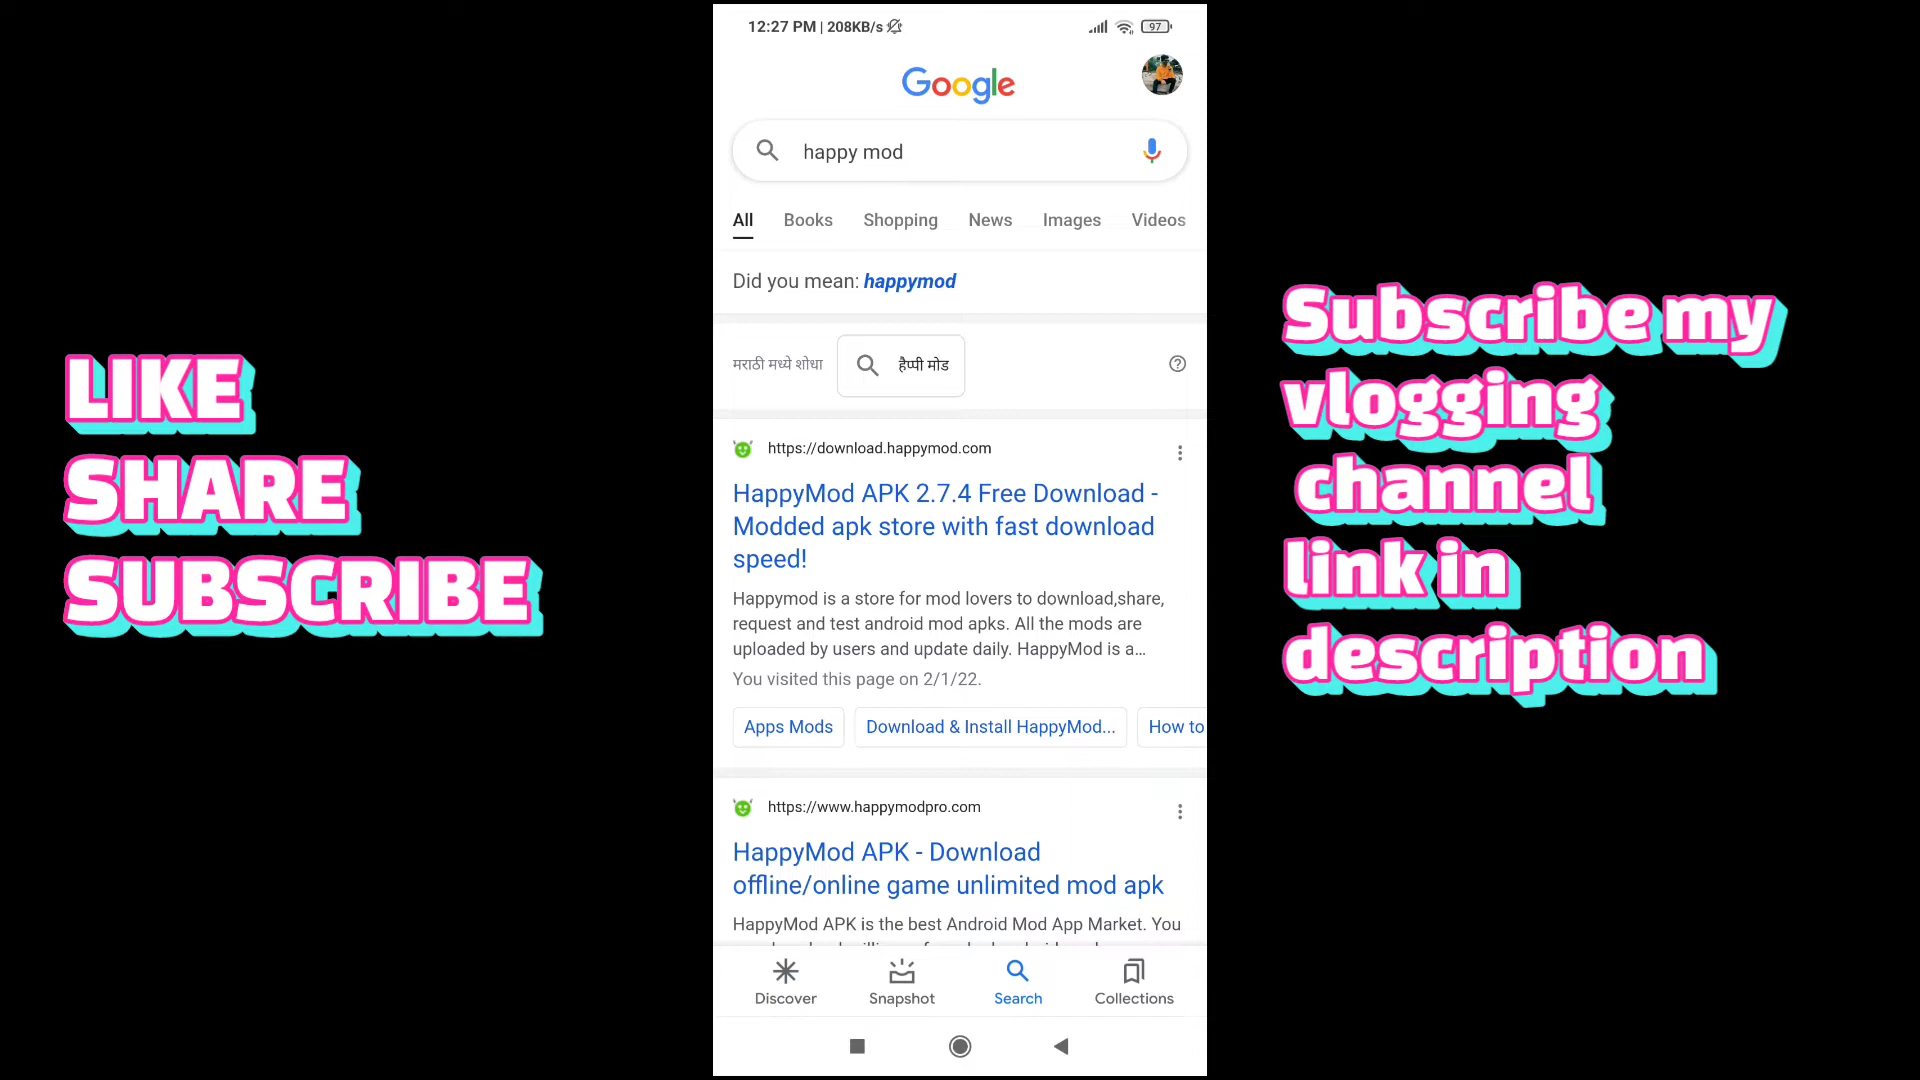 12:27 PM | 208KB/s
97
Google
happy mod
All Books Shopping News Images Videos
Did you mean: happymod
मराठी मध्ये शोधा
हैप्पी मोड
https://download.happymod.com
HappyMod APK 2.7.4 Free Download -
Modded apk store with fast download
speed!
Happymod is a store for mod lovers to download,share,
request and test android mod apks. All the mods are
uploaded by users and update daily. HappyMod is a...
You visited this page on 2/1/22.
Apps Mods Download & Install HappyMod... How to
https://www.happymodpro.com
HappyMod APK - Download
offline/online game unlimited mod apk
HappyMod APK is the best Android Mod App Market. You
Discover Snapshot Search Collections
LIKE
SHARE
SUBSCRIBE
Subscribe my
vlogging
channel
link in
description